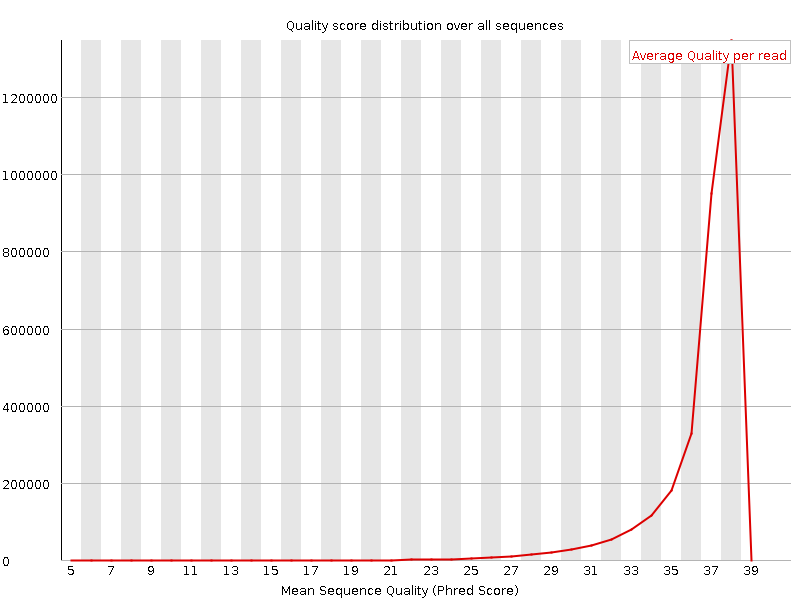 Quality score distribution over all sequences
Average Quality per read
1200000
1000000
800000
600000
400000
200000
0
5 7 9 11 13 15 17 19 21 23 25 27 29 31 33 35 37 39
Mean Sequence Quality (Phred Score)